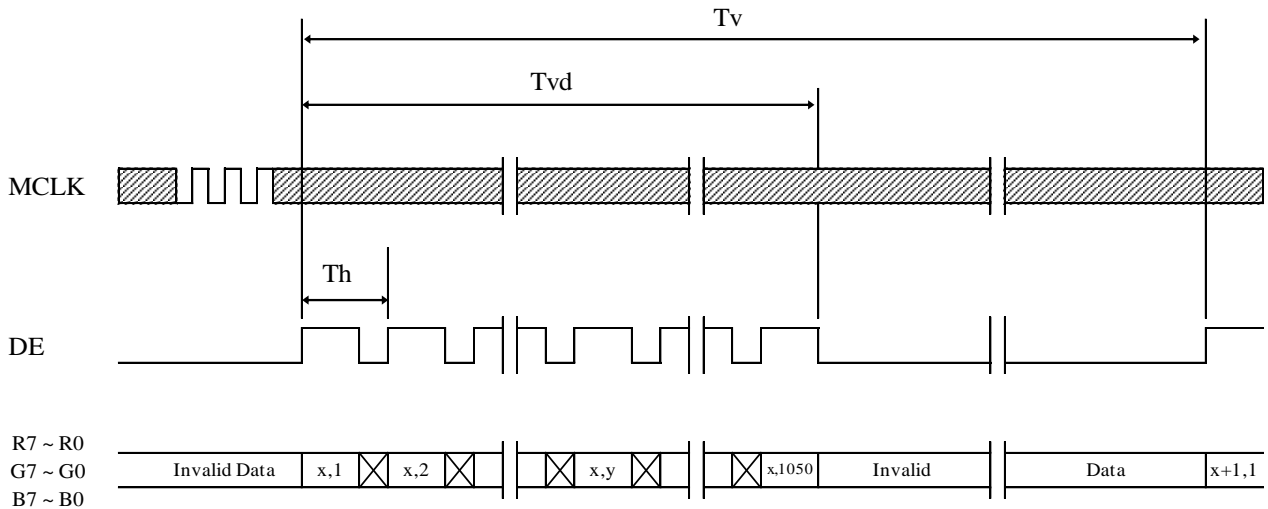 Tv
Tvd
MCLK
Th
DE
R7 ~ R0
G7 ~ G0
B7 ~ B0
Invalid Data x,1 x,2 x,y x,1050 Invalid Data x+1,1